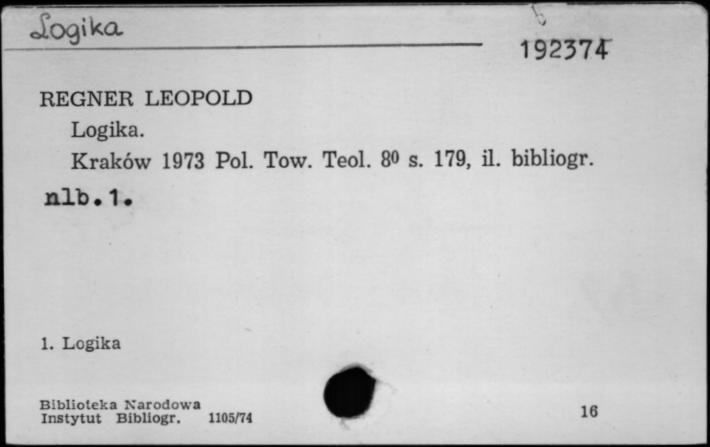 Logika
192374
REGNER LEOPOLD
Logika.
Kraków 1973 Pol. Tow. Teol. 8⁰ s. 179, il. bibliogr.
nlb.1.
1. Logika
Biblioteka Narodowa
Instytut Bibliogr. 1105/74
16